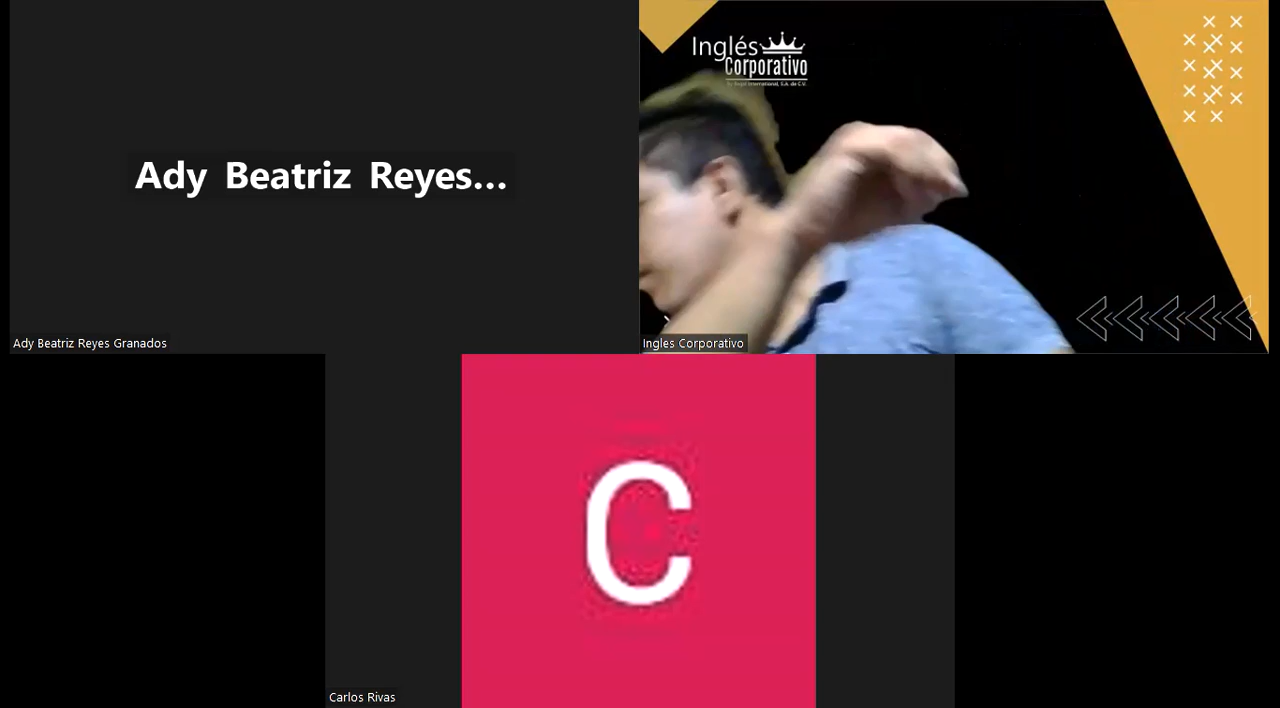 Ady Beatriz Reyes...
Ady Beatriz Reyes Granados
Inglés
Corporativo
Ingles Corporativo
C
Carlos Rivas